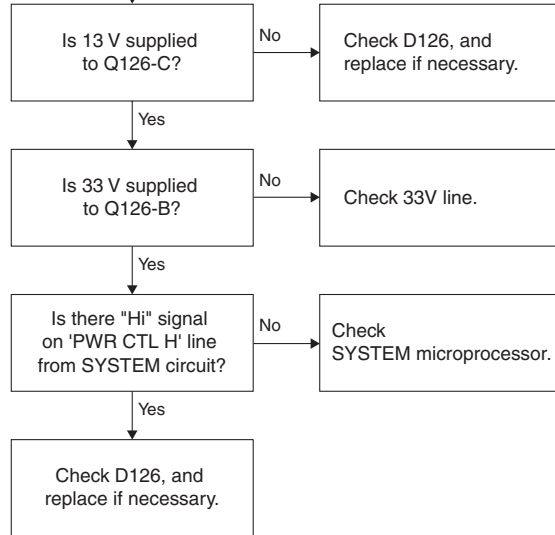 Is 13 V supplied
to Q126-C?
No
Check D126, and
replace if necessary.
Yes
Is 33 V supplied
to Q126-B?
No
Check 33V line.
Yes
Is there "Hi" signal
on 'PWR CTL H' line
from SYSTEM circuit?
No
Check
SYSTEM microprocessor.
Yes
Check D126, and
replace if necessary.